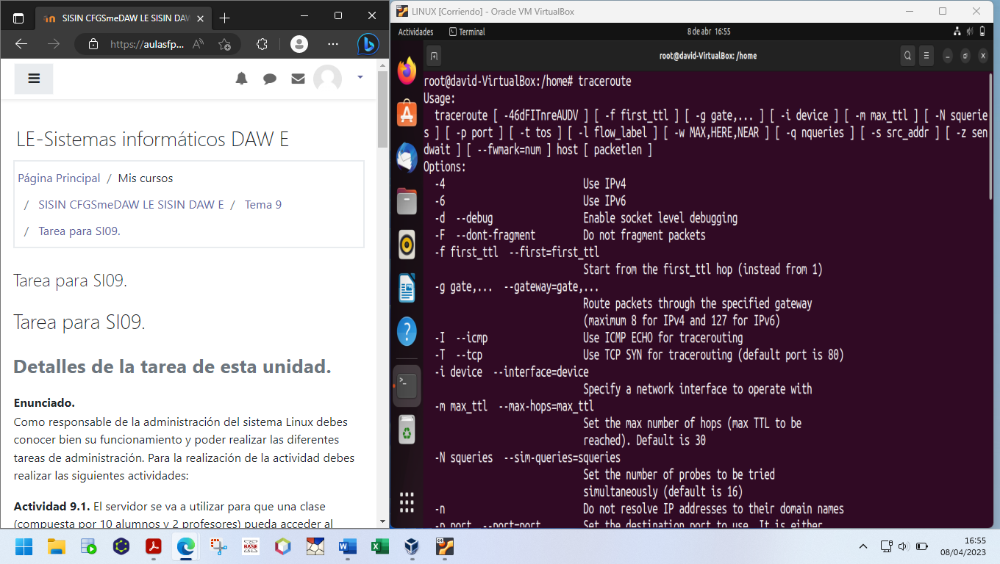 SISIN CFGSmeDAW LE SISIN DAW
https://aulasfp...
LE-Sistemas informáticos DAW E
Página Principal / Mis cursos
/ SISIN CFGSmeDAW LE SISIN DAW E / Tema 9
/ Tarea para SI09.
Tarea para SI09.
Tarea para SI09.
Detalles de la tarea de esta unidad.
Enunciado.
Como responsable de la administración del sistema Linux debes
conocer bien su funcionamiento y poder realizar las diferentes
tareas de administración. Para la realización de la actividad debes
realizar las siguientes actividades:
Actividad 9.1. El servidor se va a utilizar para que una clase
(compuesta por 10 alumnos y 2 profesores) pueda acceder al
LINUX [Corriendo] - Oracle VM VirtualBox
Actividades
Terminal
8 de abr 16:55
root@david-VirtualBox: /home
root@david-VirtualBox:/home# traceroute
Usage:
traceroute [ -46dFITnreAUDV ] [ -f first_ttl ] [ -g gate,... ] [ -i device ] [ -m max_ttl ] [ -N squerie
s ] [ -p port ] [ -t tos ] [ -l flow_label ] [ -w MAX,HERE,NEAR ] [ -q nqueries ] [ -s src_addr ] [ -z sen
dwait ] [ --fwmark=num ] host [ packetlen ]
Options:
-4 Use IPv4
-6 Use IPv6
-d --debug Enable socket level debugging
-F --dont-fragment Do not fragment packets
-f first_ttl --first=first_ttl
Start from the first_ttl hop (instead from 1)
-g gate,... --gateway=gate,...
Route packets through the specified gateway
(maximum 8 for IPv4 and 127 for IPv6)
-I --icmp Use ICMP ECHO for tracerouting
-T --tcp Use TCP SYN for tracerouting (default port is 80)
-i device --interface=device
Specify a network interface to operate with
-m max_ttl --max-hops=max_ttl
Set the max number of hops (max TTL to be
reached). Default is 30
-N squeries --sim-queries=squeries
Set the number of probes to be tried
simultaneously (default is 16)
-n Do not resolve IP addresses to their domain names
-p port --port=port Set the destination port to use. It is either
16:55
08/04/2023